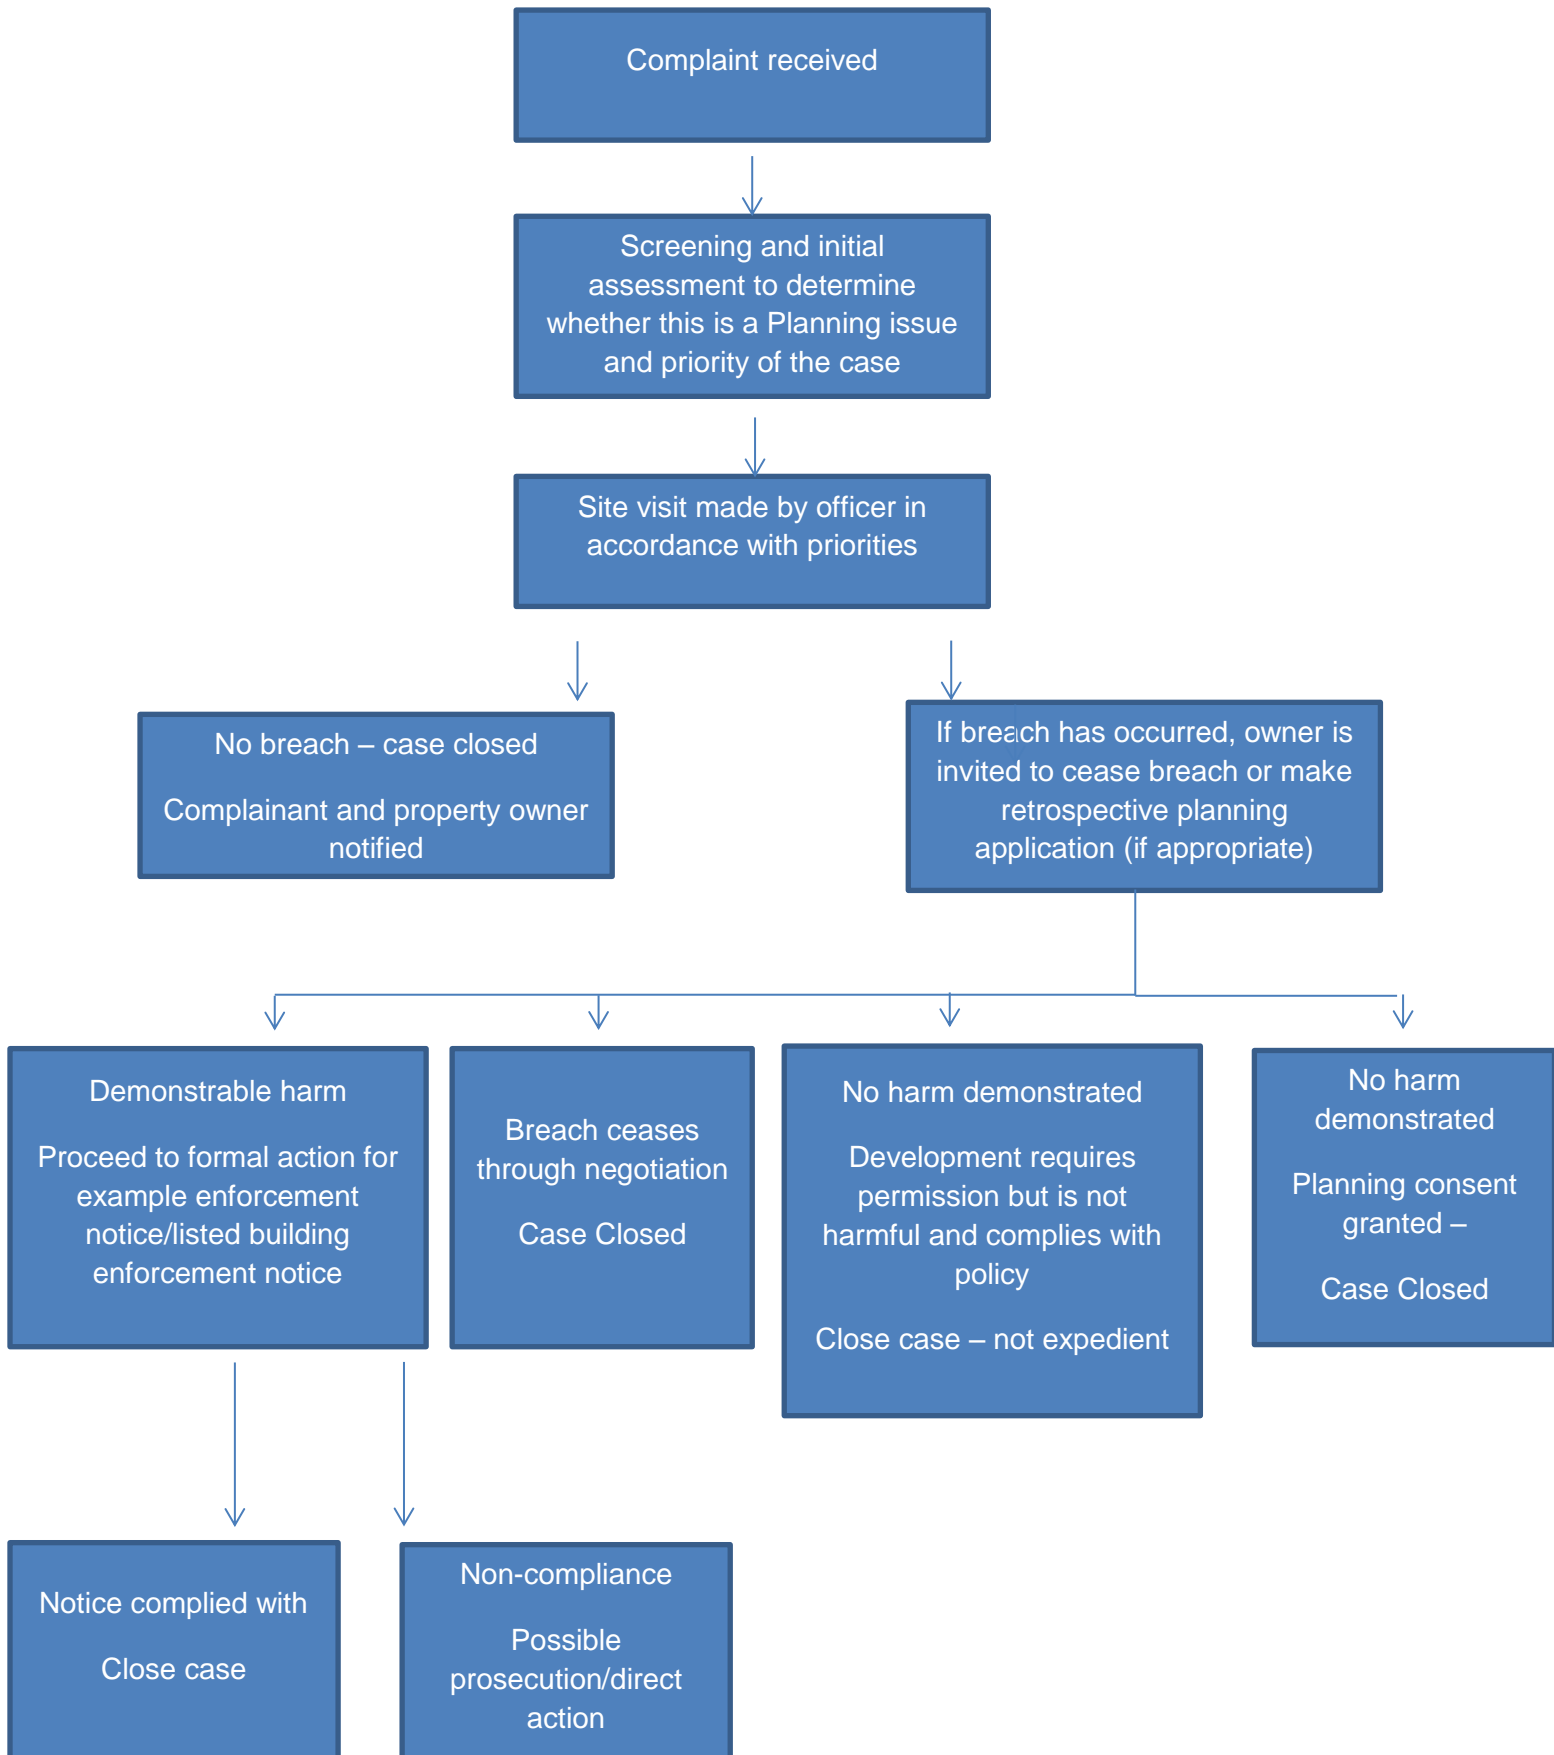 Complaint received
Screening and initial
assessment to determine
whether this is a Planning issue
and priority of the case
Site visit made by officer in
accordance with priorities
No breach – case closed
Complainant and property owner
notified
If breach has occurred, owner is
invited to cease breach or make
retrospective planning
application (if appropriate)
Demonstrable harm
Proceed to formal action for
example enforcement
notice/listed building
enforcement notice
Breach ceases
through negotiation
Case Closed
No harm demonstrated
Development requires
permission but is not
harmful and complies with
policy
Close case – not expedient
No harm
demonstrated
Planning consent
granted –
Case Closed
Notice complied with
Close case
Non-compliance
Possible
prosecution/direct
action